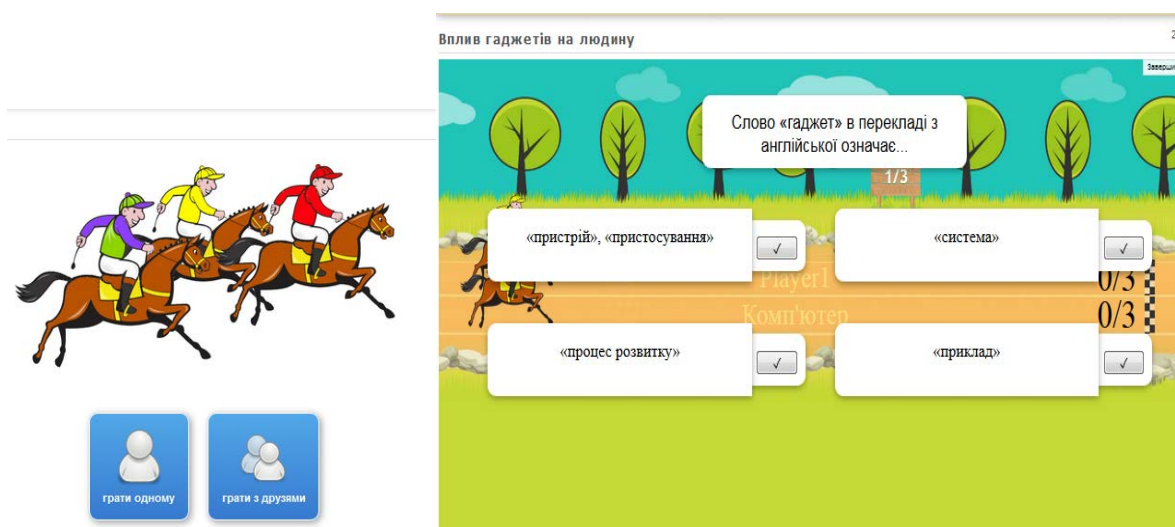 грати одному
грати з друзями
Вплив гаджетів на людину
2
Слово «гаджет» в перекладі з
англійської означає...
1/3
«пристрій», «пристосування»
«система»
Player1
0/3
Комп'ютер
0/3
«процес розвитку»
«приклад»